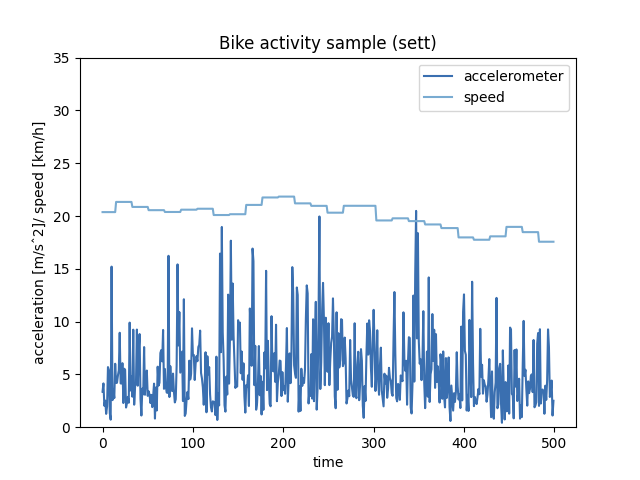 Bike activity sample (sett)
accelerometer
speed
35
30
25
20
15
10
5
0
acceleration [m/s^2]/ speed [km/h]
0 100 200 300 400 500
time